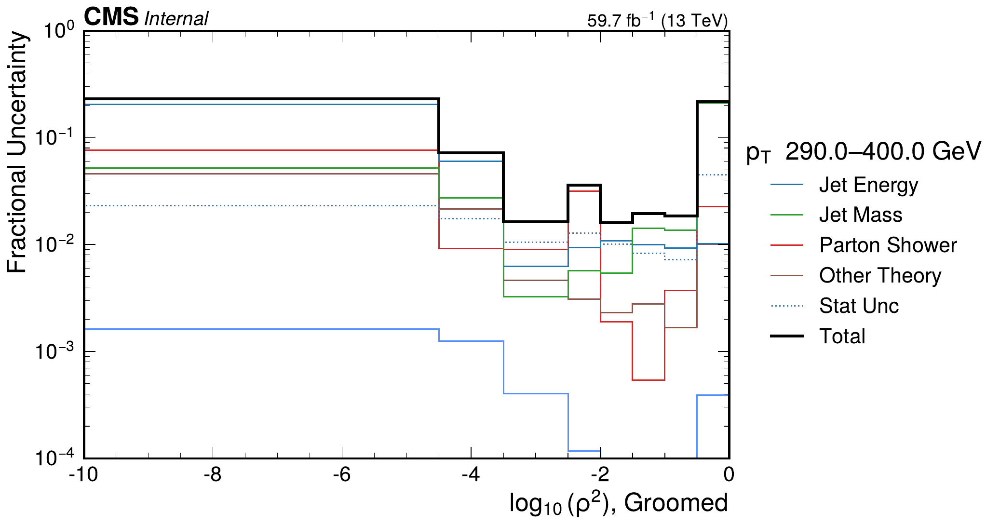 CMS Internal
59.7 fb⁻¹ (13 TeV)
Fractional Uncertainty
10⁰
10⁻¹
10⁻²
10⁻³
10⁻⁴
-10 -8 -6 -4 -2 0
log₁₀(ρ²), Groomed
pT 290.0–400.0 GeV
Jet Energy
Jet Mass
Parton Shower
Other Theory
Stat Unc
Total